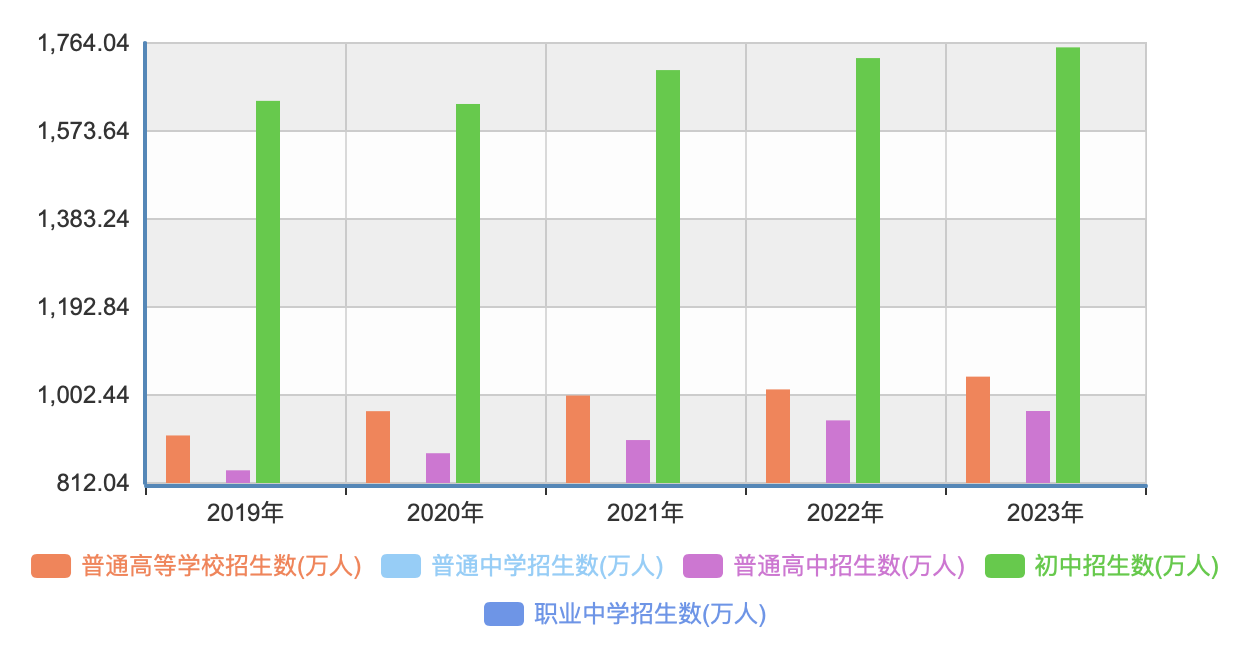 1,764.04
1,573.64
1,383.24
1,192.84
1,002.44
812.04
2019年 2020年 2021年 2022年 2023年
普通高等学校招生数(万人) 普通中学招生数(万人) 普通高中招生数(万人) 初中招生数(万人)
职业中学招生数(万人)